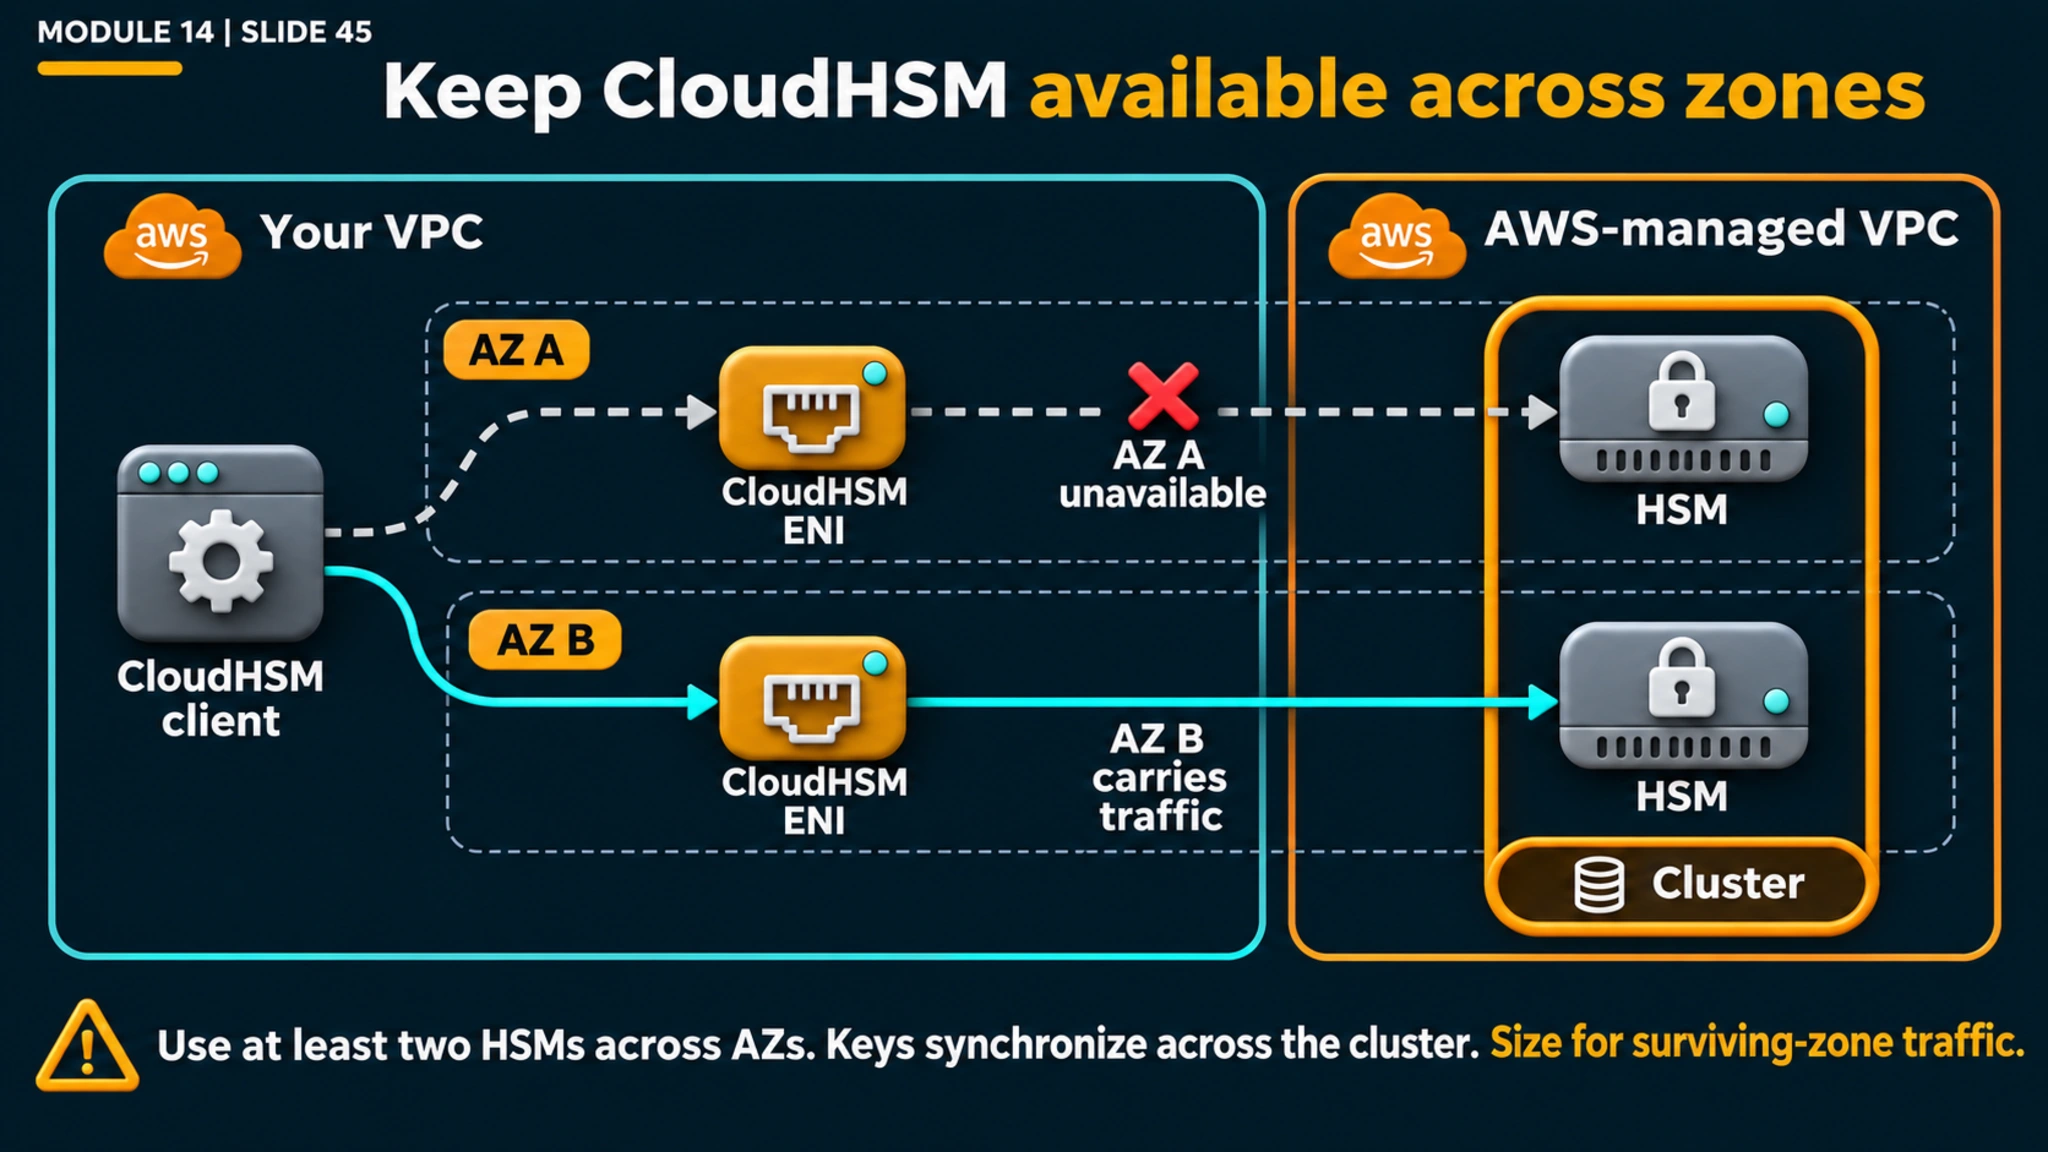 MODULE 14 | SLIDE 45
Keep CloudHSM available across zones
aws
Your VPC
aws
AWS-managed VPC
AZ A
CloudHSM
ENI
AZ A
unavailable
HSM
CloudHSM
client
AZ B
CloudHSM
ENI
AZ B
carries
traffic
HSM
Cluster
Use at least two HSMs across AZs. Keys synchronize across the cluster. Size for surviving-zone traffic.